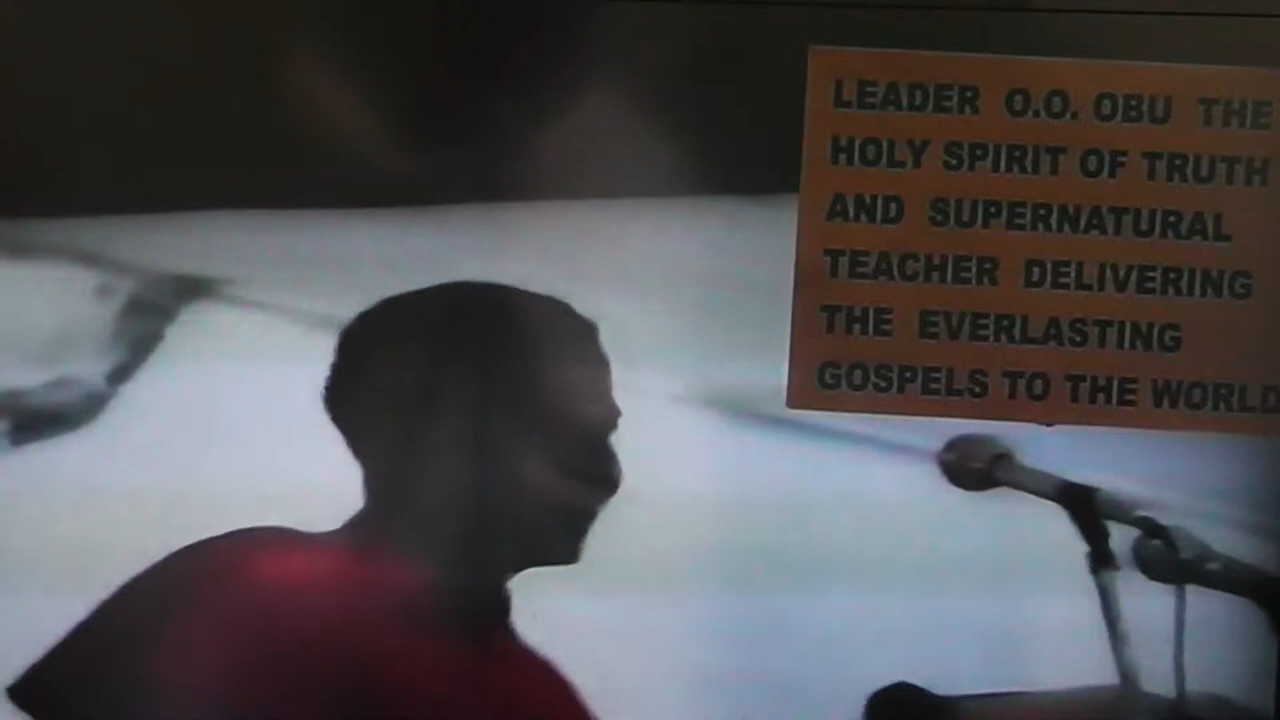 LEADER O.O. OBU THE
HOLY SPIRIT OF TRUTH
AND SUPERNATURAL
TEACHER DELIVERING
THE EVERLASTING
GOSPELS TO THE WORLD